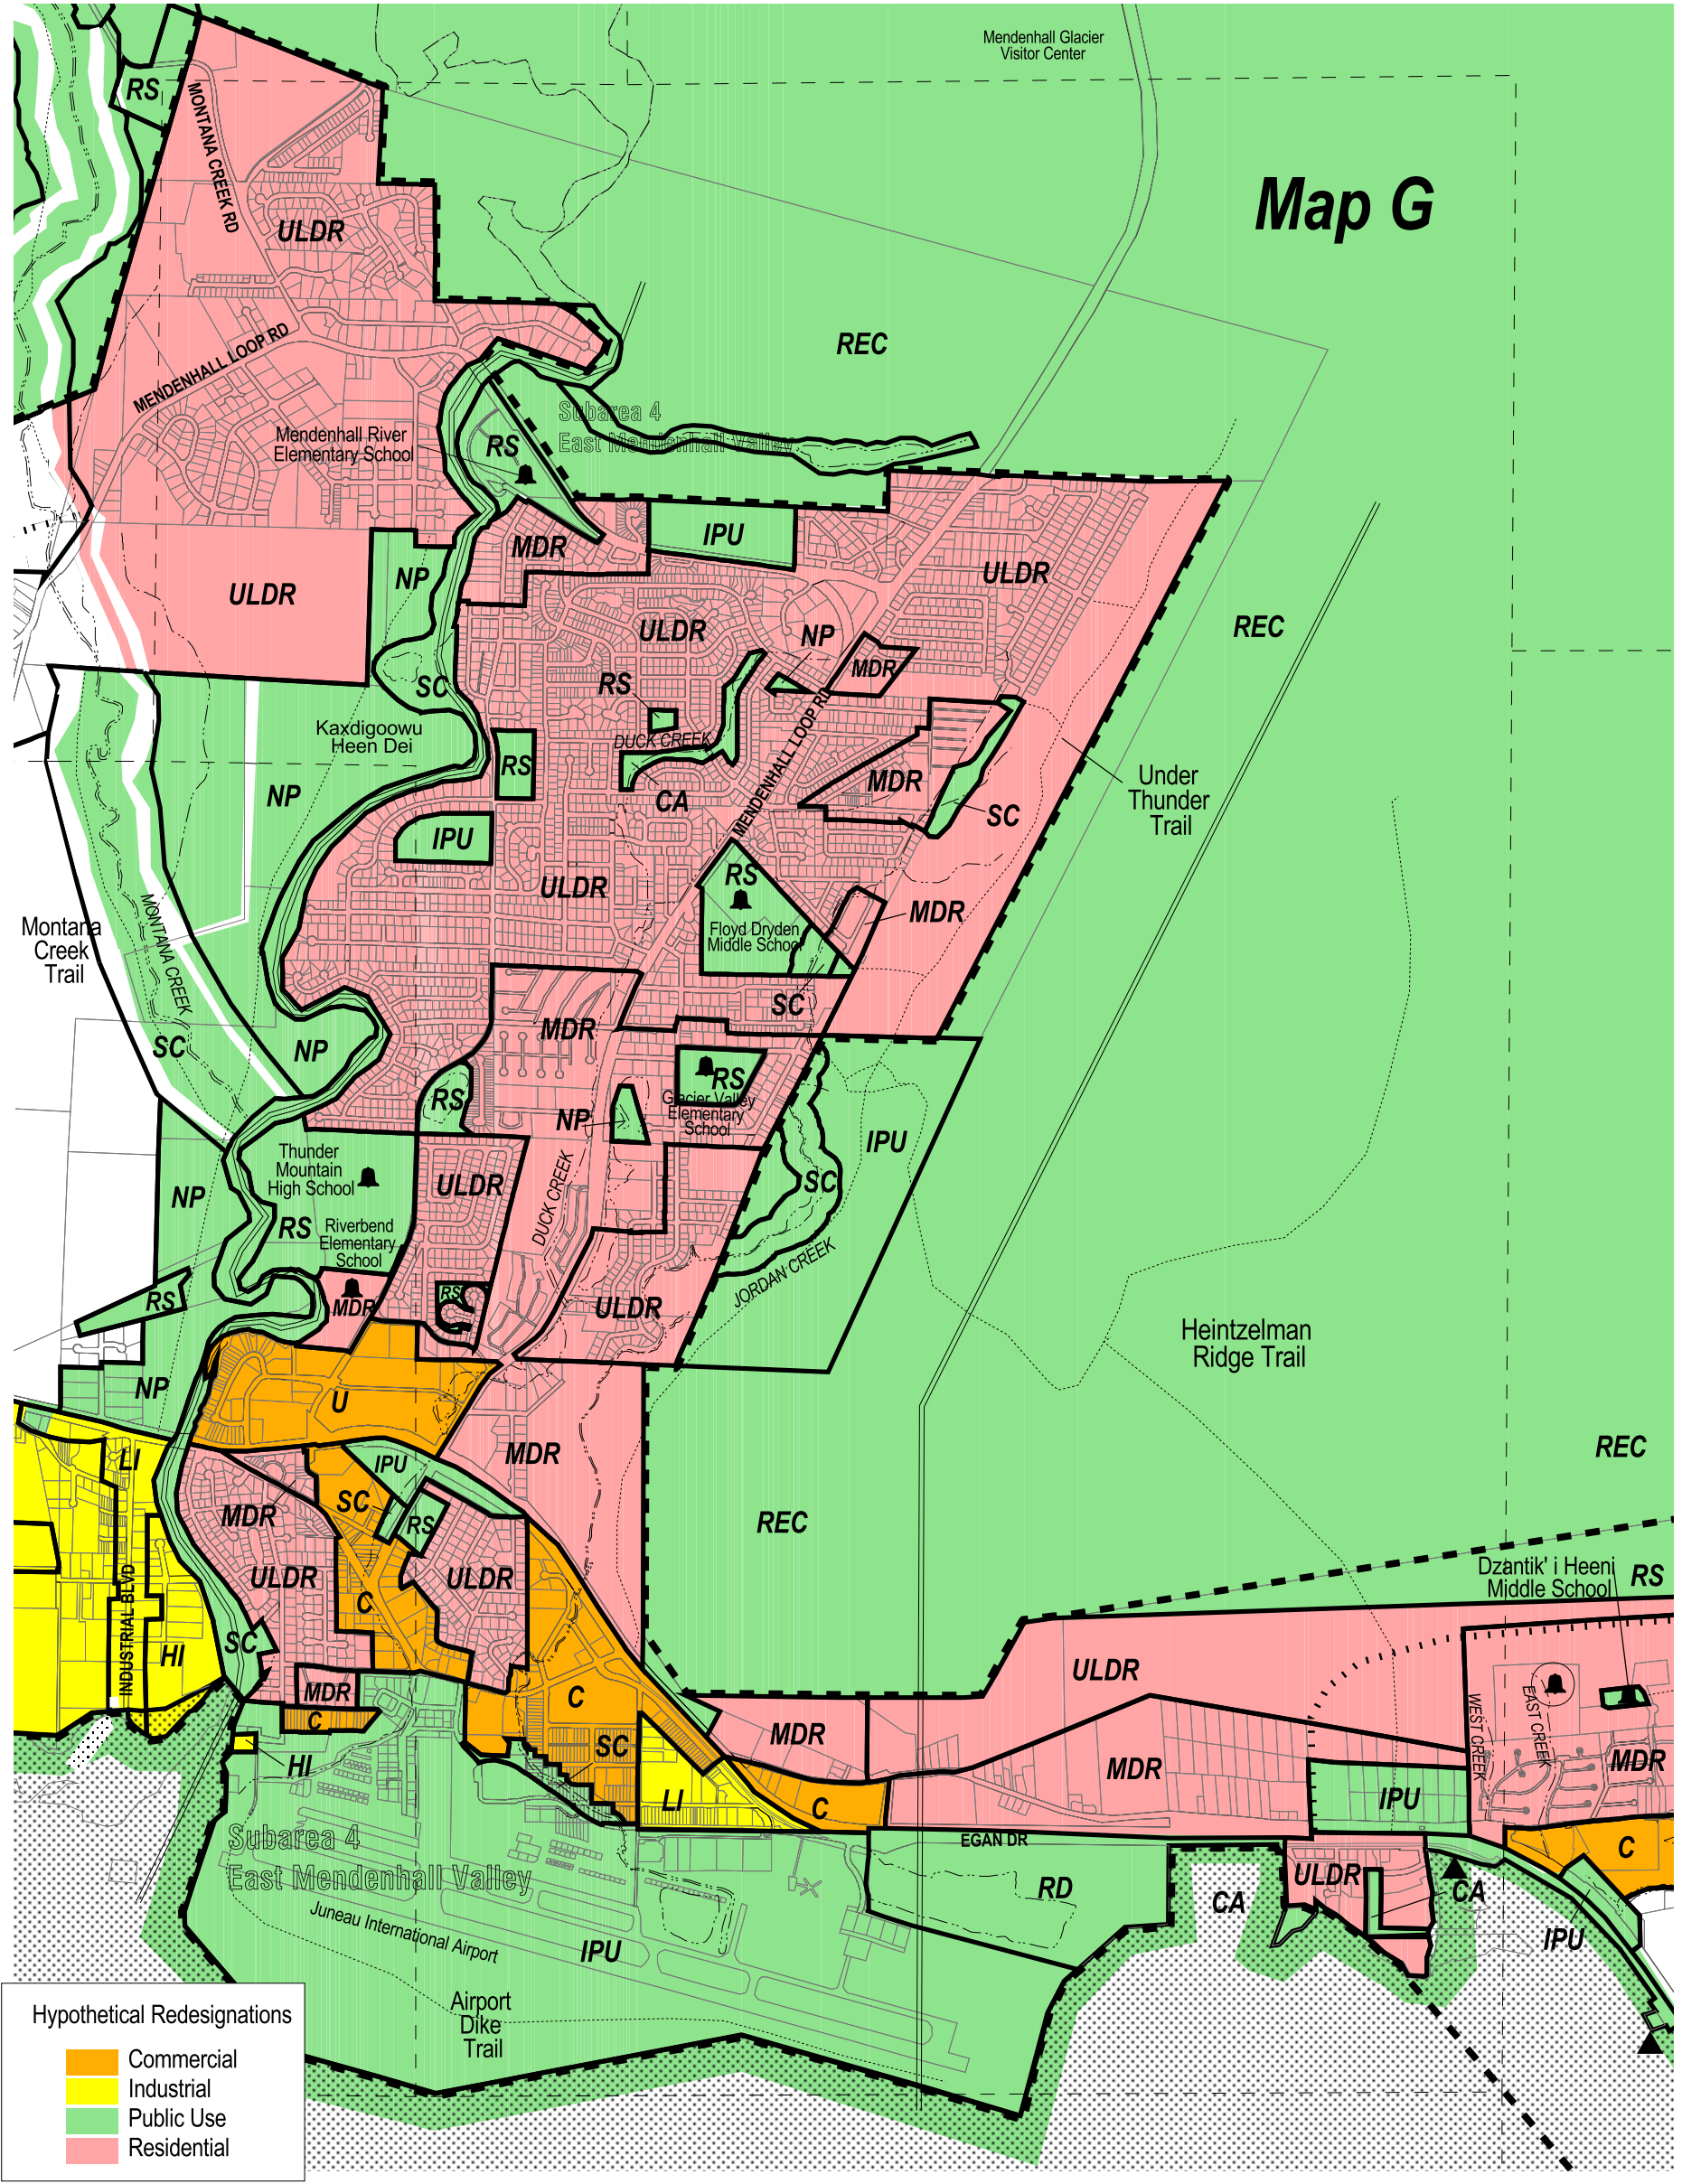 Mendenhall Glacier
Visitor Center
RS
MONTANA CREEK RD
Map G
ULDR
REC
MENDENHALL LOOP RD
Subarea 4
East Mendenhall Valley
Mendenhall River
Elementary School
RS
MDR
IPU
ULDR
NP
ULDR
ULDR
NP
REC
MDR
SC
RS
Kaxdigoowu
Heen Dei
DUCK CREEK
MENDENHALL LOOP RD
RS
MDR
Under
Thunder
Trail
NP
CA
SC
IPU
RS
ULDR
MDR
Floyd Dryden
Middle School
Montana
Creek
Trail
MONTANA CREEK
SC
MDR
SC
NP
RS
RS
Glacier Valley
Elementary
School
NP
IPU
Thunder
Mountain
High School
ULDR
SC
NP
RS
Riverbend
Elementary
School
DUCK CREEK
JORDAN CREEK
RS
RS
MDR
ULDR
Heintzelman
Ridge Trail
NP
U
LI
MDR
IPU
REC
SC
MDR
RS
REC
Dzantik' i Heeni
Middle School
RS
ULDR
ULDR
C
INDUSTRIAL BLVD
SC
HI
ULDR
MDR
C
C
WEST CREEK
EAST CREEK
MDR
SC
HI
MDR
MDR
IPU
LI
C
Subarea 4
East Mendenhall Valley
EGAN DR
C
ULDR
RD
CA
CA
Juneau International Airport
IPU
IPU
Airport
Dike
Trail
Hypothetical Redesignations
Commercial
Industrial
Public Use
Residential